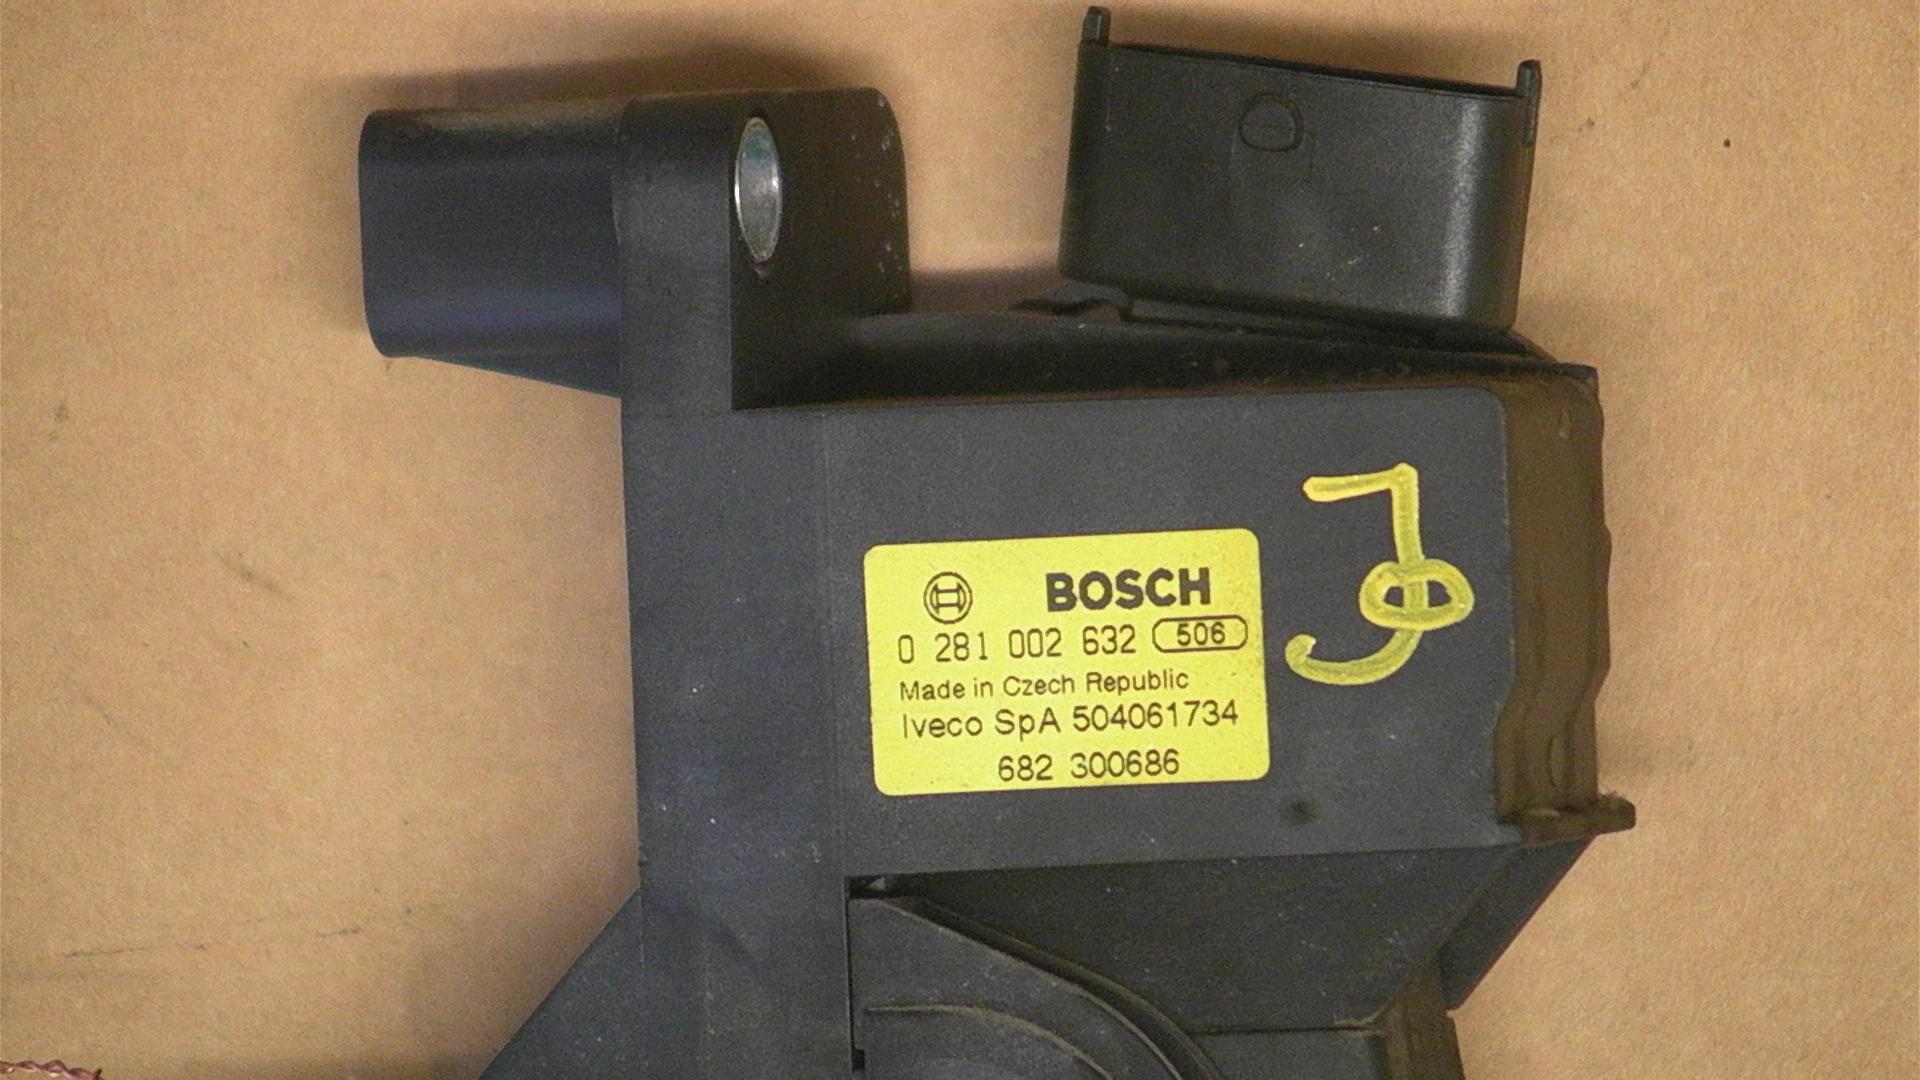 BOSCH
0 281 002 632 506
Made in Czech Republic
Iveco SpA 504061734
682 300686